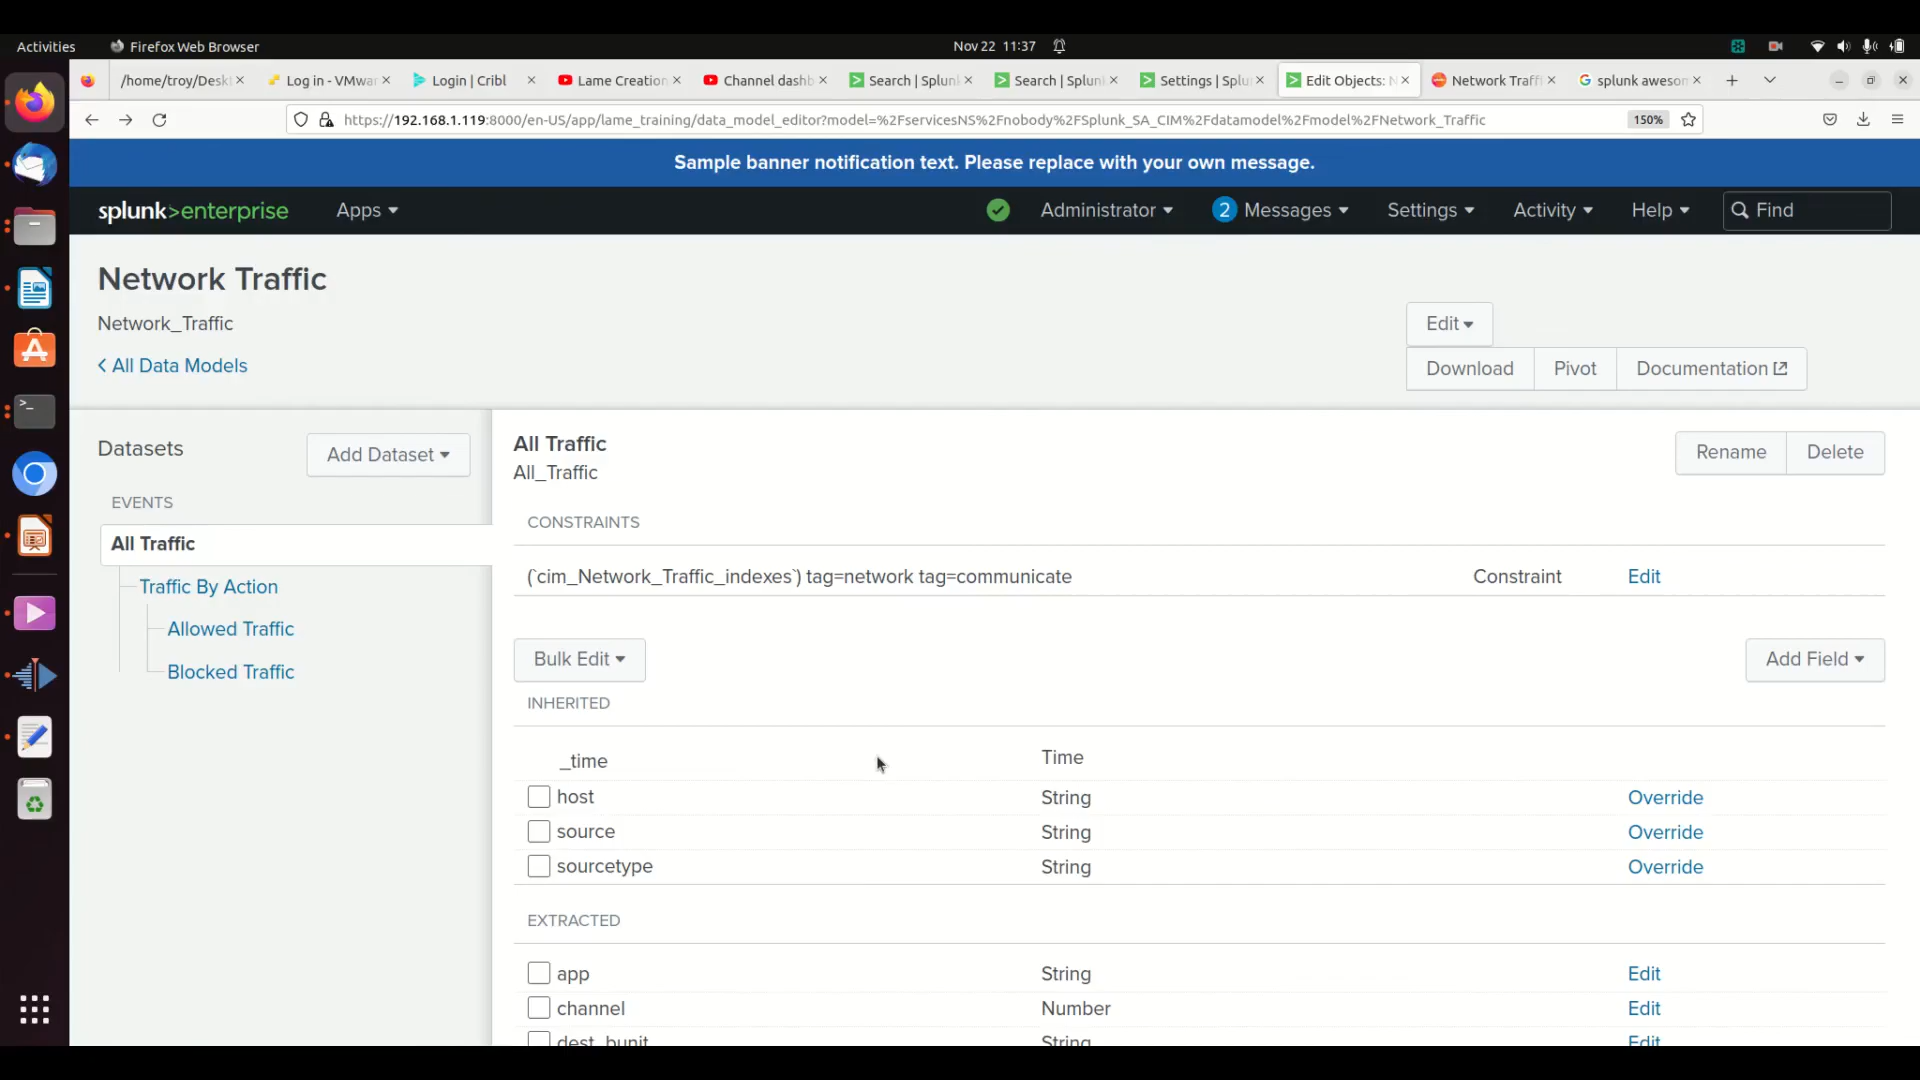 Activities
Firefox Web Browser
Nov 22 11:37
/home/troy/Desk
Log in - VMwar
Login | Cribl
Lame Creation
Channel dashb
Search | Splunk
Search | Splun
Settings | Splu
Edit Objects: N
Network Traff
splunk aweson
https://192.168.1.119:8000/en-US/app/lame_training/data_model_editor?model=%2FservicesNS%2Fnobody%2FSplunk_SA_CIM%2Fdatamodel%2Fmodel%2FNetwork_Traffic
150%
Sample banner notification text. Please replace with your own message.
splunk>enterprise
Apps
Administrator
2 Messages
Settings
Activity
Help
Find
Network Traffic
Network_Traffic
All Data Models
Edit
Download
Pivot
Documentation
Datasets
Add Dataset
EVENTS
All Traffic
Traffic By Action
Allowed Traffic
Blocked Traffic
All Traffic
All_Traffic
Rename
Delete
CONSTRAINTS
(`cim_Network_Traffic_indexes`) tag=network tag=communicate Constraint Edit
Bulk Edit
Add Field
INHERITED
_time Time
host String Override
source String Override
sourcetype String Override
EXTRACTED
app String Edit
channel Number Edit
dest_bunit String Edit